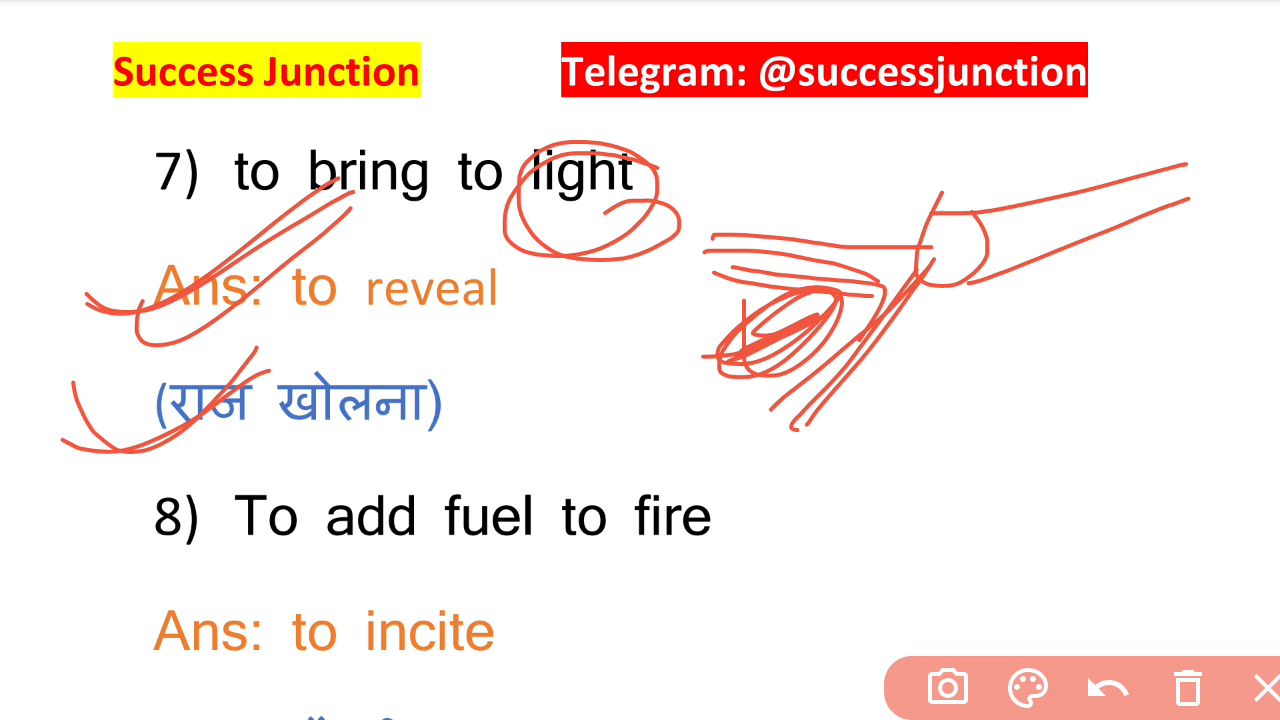 Success Junction Telegram: @successjunction
7) to bring to light
Ans: to reveal
(राज खोलना)
8) To add fuel to fire
Ans: to incite